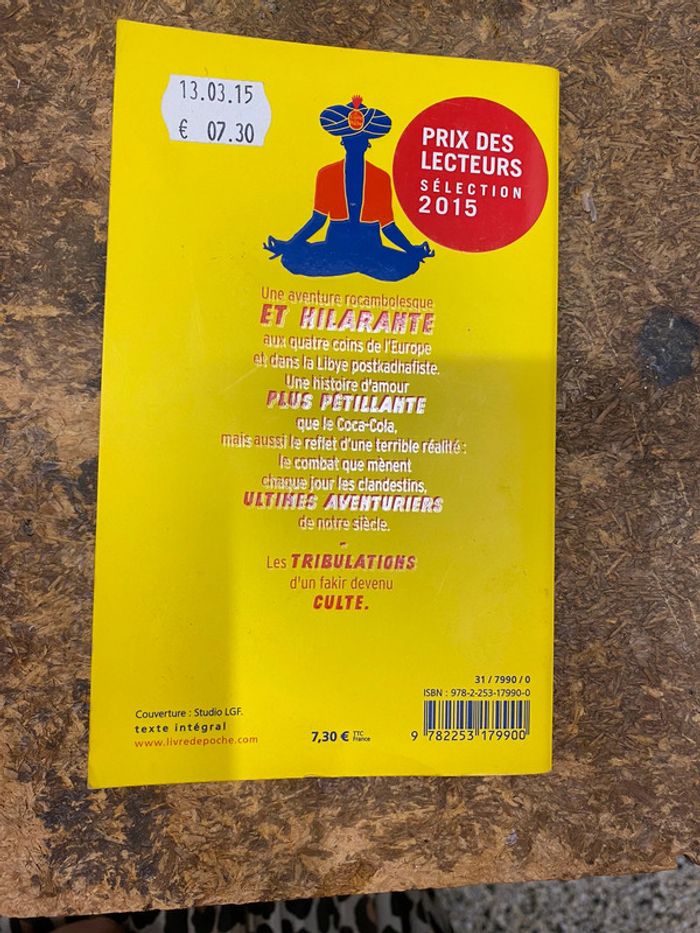 13.03.15
€ 07.30
PRIX DES
LECTEURS
SÉLECTION
2015
Une aventure rocambolesque
ET HILARANTE
aux quatre coins de l'Europe
et dans la Libye postkadhafiste.
Une histoire d'amour
PLUS PÉTILLANTE
que le Coca-Cola,
mais aussi le reflet d'une terrible réalité :
le combat que mènent
chaque jour les clandestins,
ULTIMES AVENTURIERS
de notre siècle.
-
Les TRIBULATIONS
d'un fakir devenu
CULTE.
31 / 7990 / 0
ISBN : 978-2-253-17990-0
Couverture : Studio LGF.
texte intégral
www.livredepoche.com
7,30 € TTC France
9 782253 179900